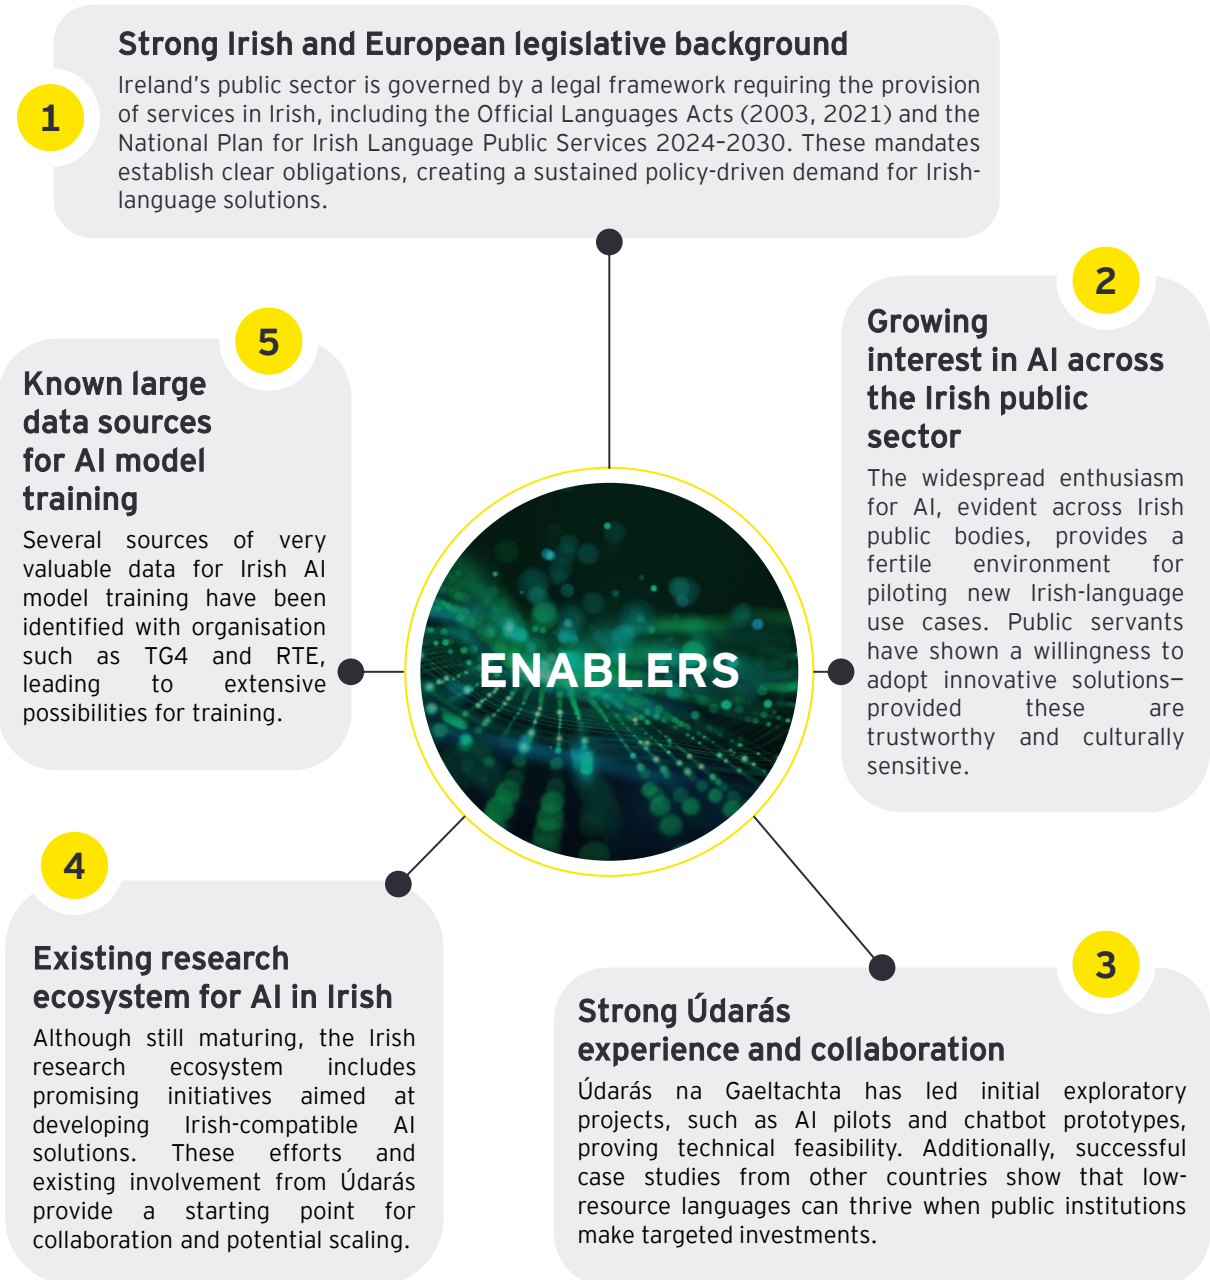 1
Strong Irish and European legislative background
Ireland's public sector is governed by a legal framework requiring the provision
of services in Irish, including the Official Languages Acts (2003, 2021) and the
National Plan for Irish Language Public Services 2024–2030. These mandates
establish clear obligations, creating a sustained policy-driven demand for Irish-
language solutions.
2
Growing
interest in AI across
the Irish public
sector
The widespread enthusiasm
for AI, evident across Irish
public bodies, provides a
fertile environment for
piloting new Irish-language
use cases. Public servants
have shown a willingness to
adopt innovative solutions—
provided these are
trustworthy and culturally
sensitive.
5
Known large
data sources
for AI model
training
Several sources of very
valuable data for Irish AI
model training have been
identified with organisation
such as TG4 and RTE,
leading to extensive
possibilities for training.
ENABLERS
4
Existing research
ecosystem for AI in Irish
Although still maturing, the Irish
research ecosystem includes
promising initiatives aimed at
developing Irish-compatible AI
solutions. These efforts and
existing involvement from Údarás
provide a starting point for
collaboration and potential scaling.
3
Strong Údarás
experience and collaboration
Údarás na Gaeltachta has led initial exploratory
projects, such as AI pilots and chatbot prototypes,
proving technical feasibility. Additionally, successful
case studies from other countries show that low-
resource languages can thrive when public institutions
make targeted investments.